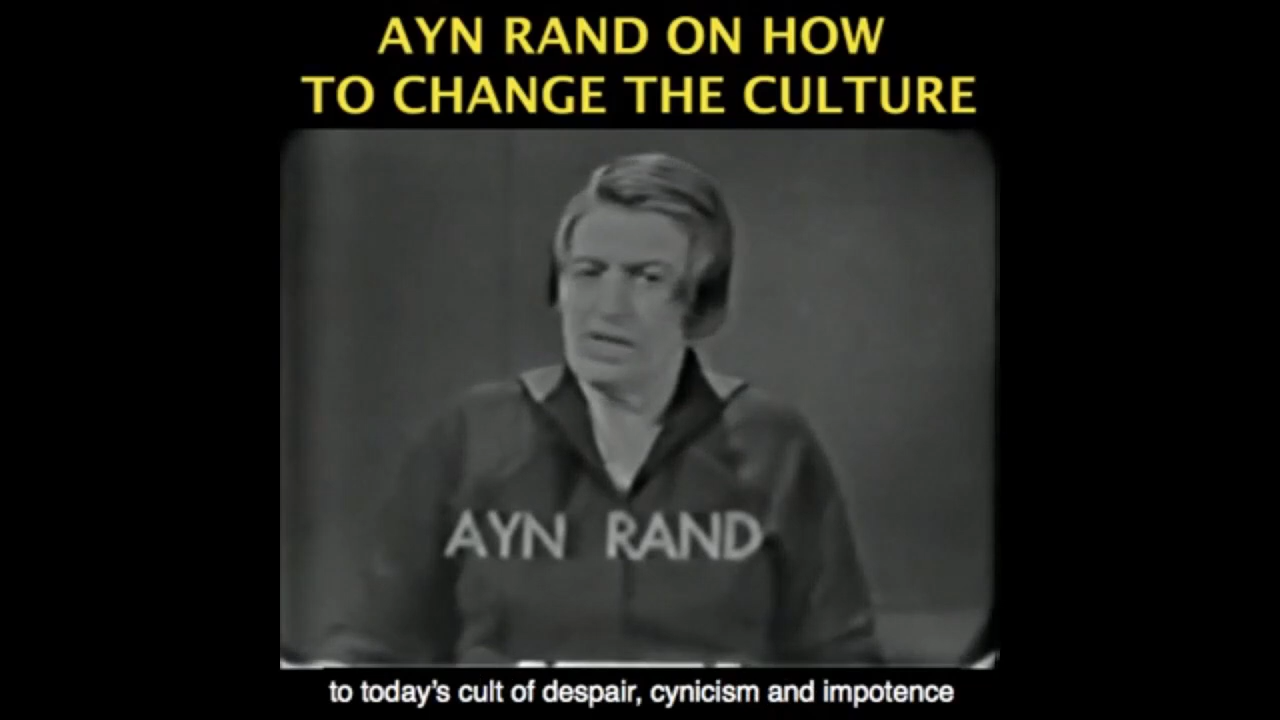 AYN RAND ON HOW
TO CHANGE THE CULTURE
AYN RAND
to today's cult of despair, cynicism and impotence